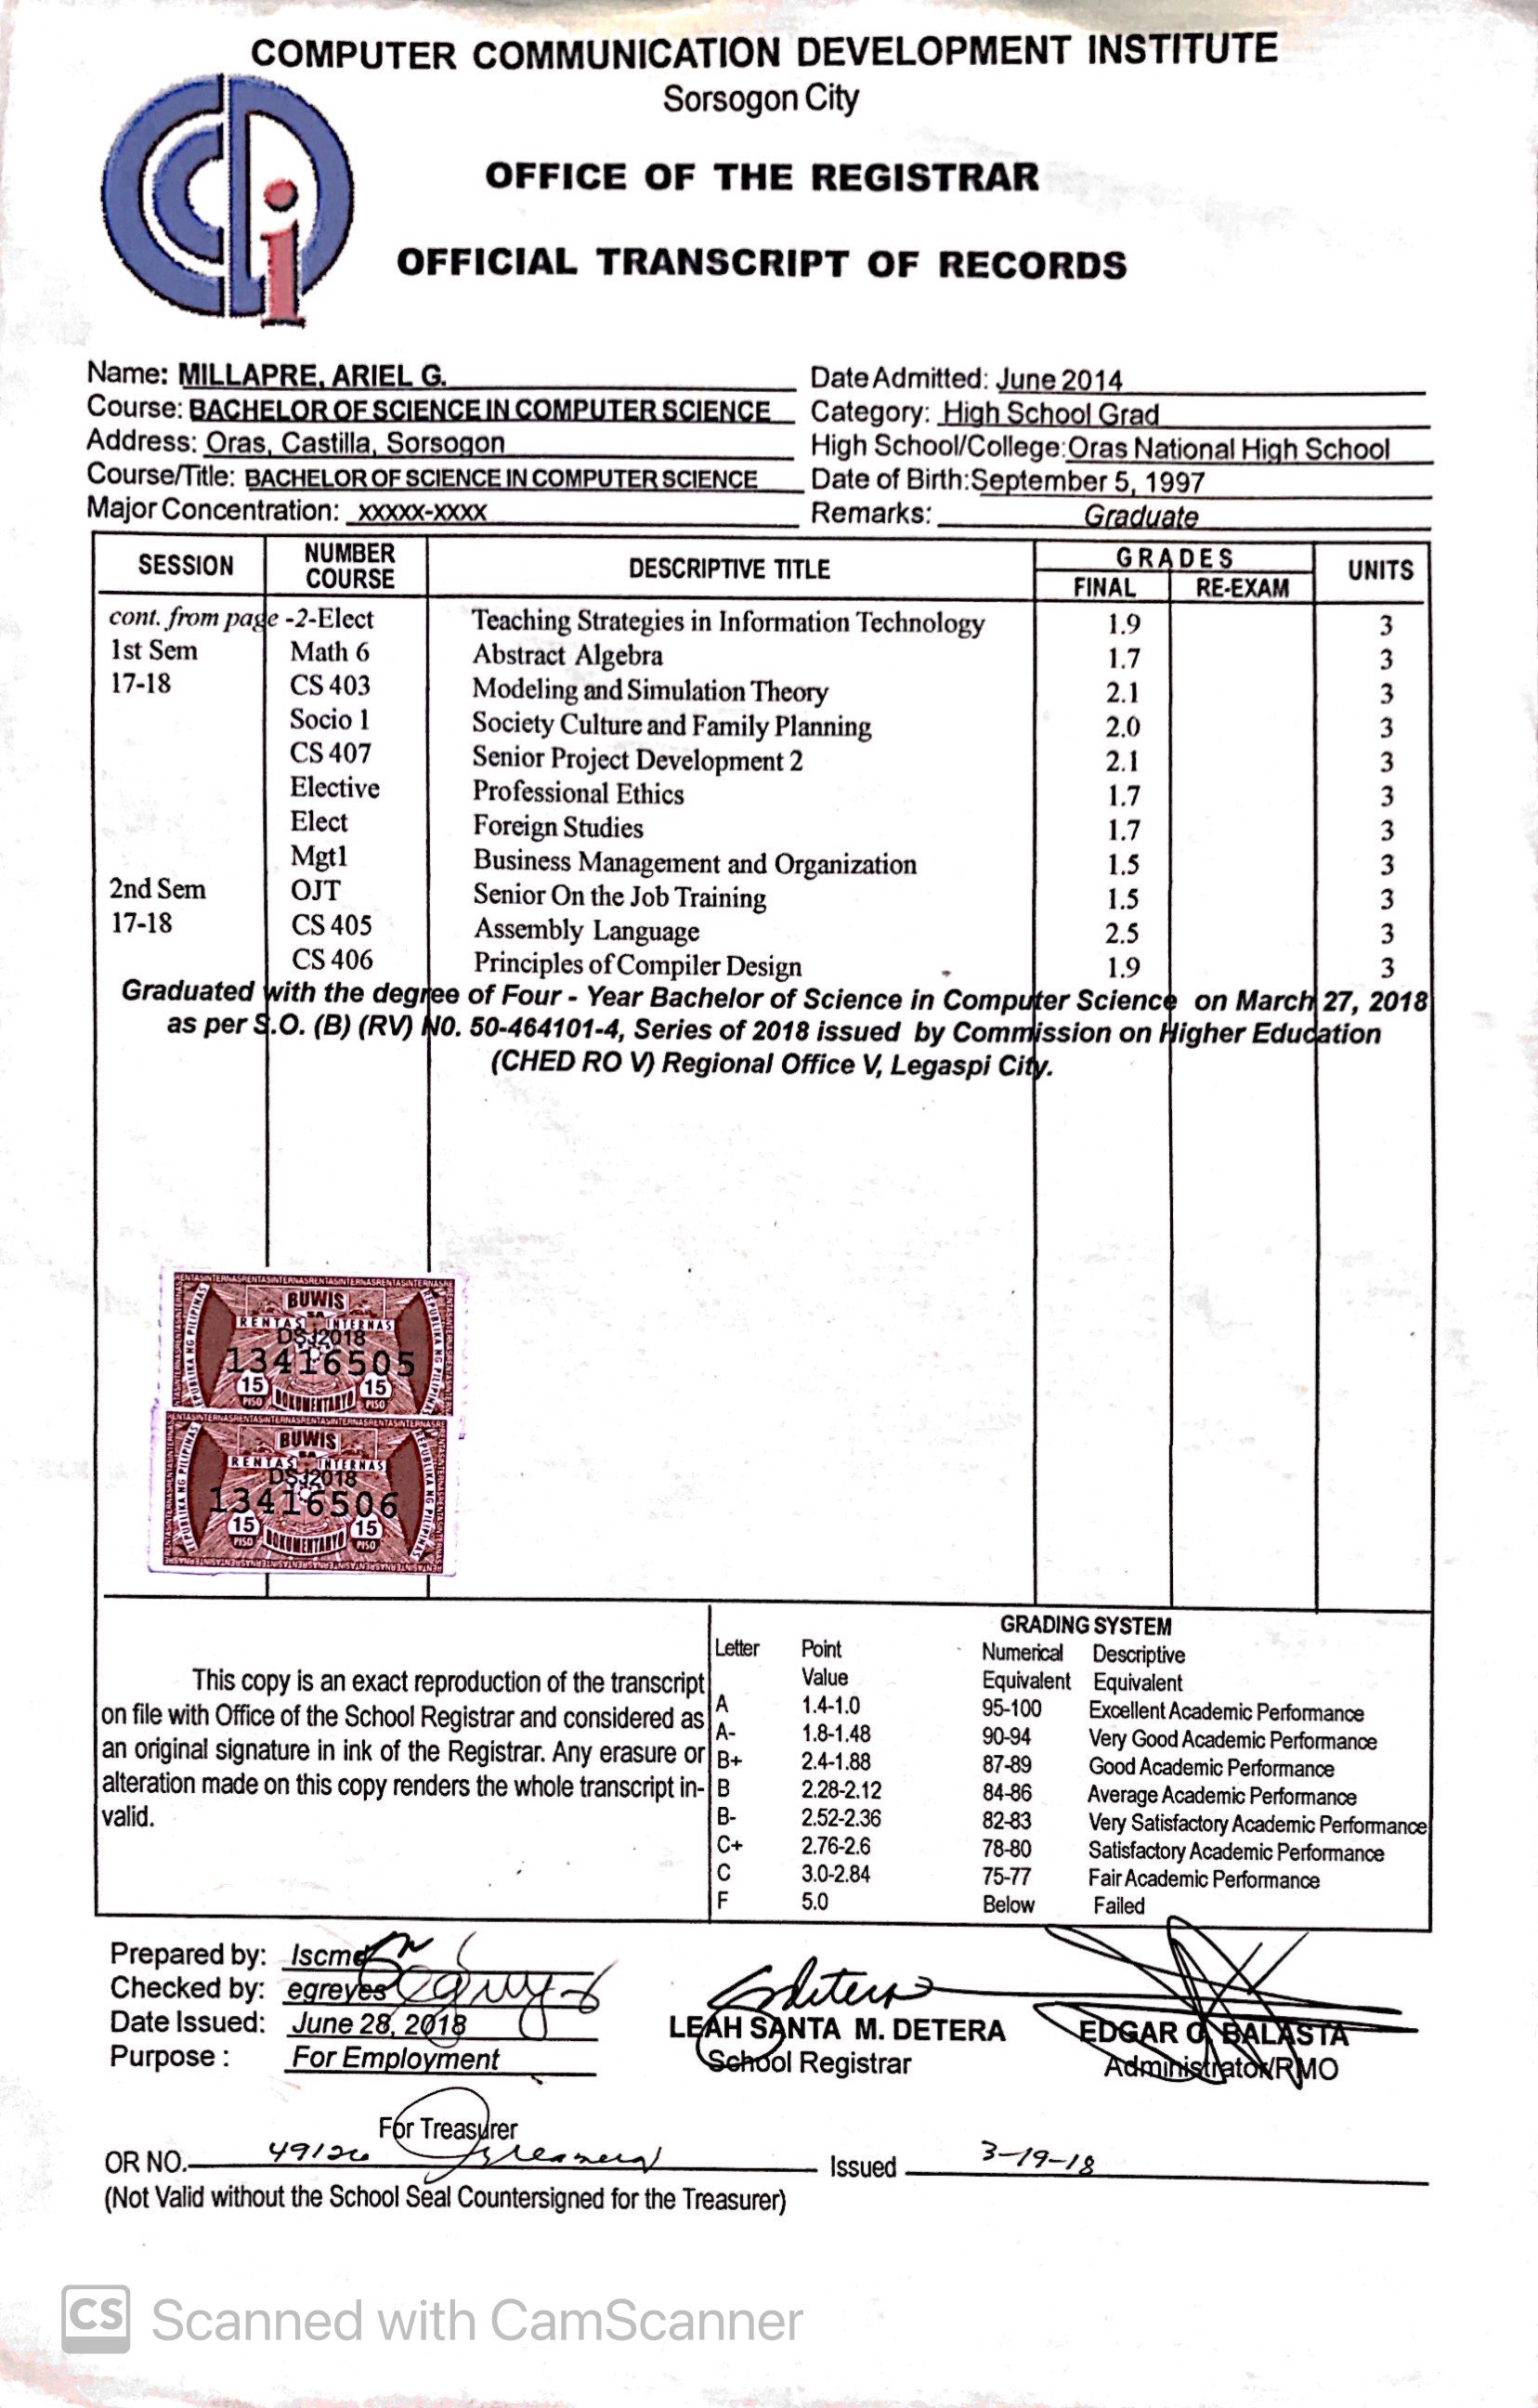 COMPUTER COMMUNICATION DEVELOPMENT INSTITUTE
Sorsogon City
OFFICE OF THE REGISTRAR
OFFICIAL TRANSCRIPT OF RECORDS
Name: MILLAPRE, ARIEL G. Date Admitted: June 2014
Course: BACHELOR OF SCIENCE IN COMPUTER SCIENCE Category: High School Grad
Address: Oras, Castilla, Sorsogon High School/College: Oras National High School
Course/Title: BACHELOR OF SCIENCE IN COMPUTER SCIENCE Date of Birth: September 5, 1997
Major Concentration: xxxxx-xxxx Remarks: Graduate
SESSION NUMBER COURSE DESCRIPTIVE TITLE GRADES FINAL RE-EXAM UNITS
cont. from page -2-Elect Teaching Strategies in Information Technology 1.9 3
1st Sem Math 6 Abstract Algebra 1.7 3
17-18 CS 403 Modeling and Simulation Theory 2.1 3
Socio 1 Society Culture and Family Planning 2.0 3
CS 407 Senior Project Development 2 2.1 3
Elective Professional Ethics 1.7 3
Elect Foreign Studies 1.7 3
Mgt1 Business Management and Organization 1.5 3
2nd Sem OJT Senior On the Job Training 1.5 3
17-18 CS 405 Assembly Language 2.5 3
CS 406 Principles of Compiler Design 1.9 3
Graduated with the degree of Four - Year Bachelor of Science in Computer Science on March 27, 2018
as per S.O. (B) (RV) N0. 50-464101-4, Series of 2018 issued by Commission on Higher Education
(CHED RO V) Regional Office V, Legaspi City.
BUWIS
SA
RENTAS INTERNAS
DSJ2018
13416505
15 PISO DOKUMENTARYO 15 PISO
REPUBLIKA NG PILIPINAS
BUWIS
SA
RENTAS INTERNAS
DSJ2018
13416506
15 PISO DOKUMENTARYO 15 PISO
REPUBLIKA NG PILIPINAS
This copy is an exact reproduction of the transcript
on file with Office of the School Registrar and considered as
an original signature in ink of the Registrar. Any erasure or
alteration made on this copy renders the whole transcript in-
valid.
GRADING SYSTEM
Letter Point Value Numerical Equivalent Descriptive Equivalent
A 1.4-1.0 95-100 Excellent Academic Performance
A- 1.8-1.48 90-94 Very Good Academic Performance
B+ 2.4-1.88 87-89 Good Academic Performance
B 2.28-2.12 84-86 Average Academic Performance
B- 2.52-2.36 82-83 Very Satisfactory Academic Performance
C+ 2.76-2.6 78-80 Satisfactory Academic Performance
C 3.0-2.84 75-77 Fair Academic Performance
F 5.0 Below Failed
Prepared by: lscmd
Checked by: egreyes
Date Issued: June 28, 2018
Purpose : For Employment
LEAH SANTA M. DETERA
School Registrar
EDGAR O. BALASTA
Administrator/RMO
For Treasurer
OR NO. Issued 3-19-18
(Not Valid without the School Seal Countersigned for the Treasurer)
CS Scanned with CamScanner